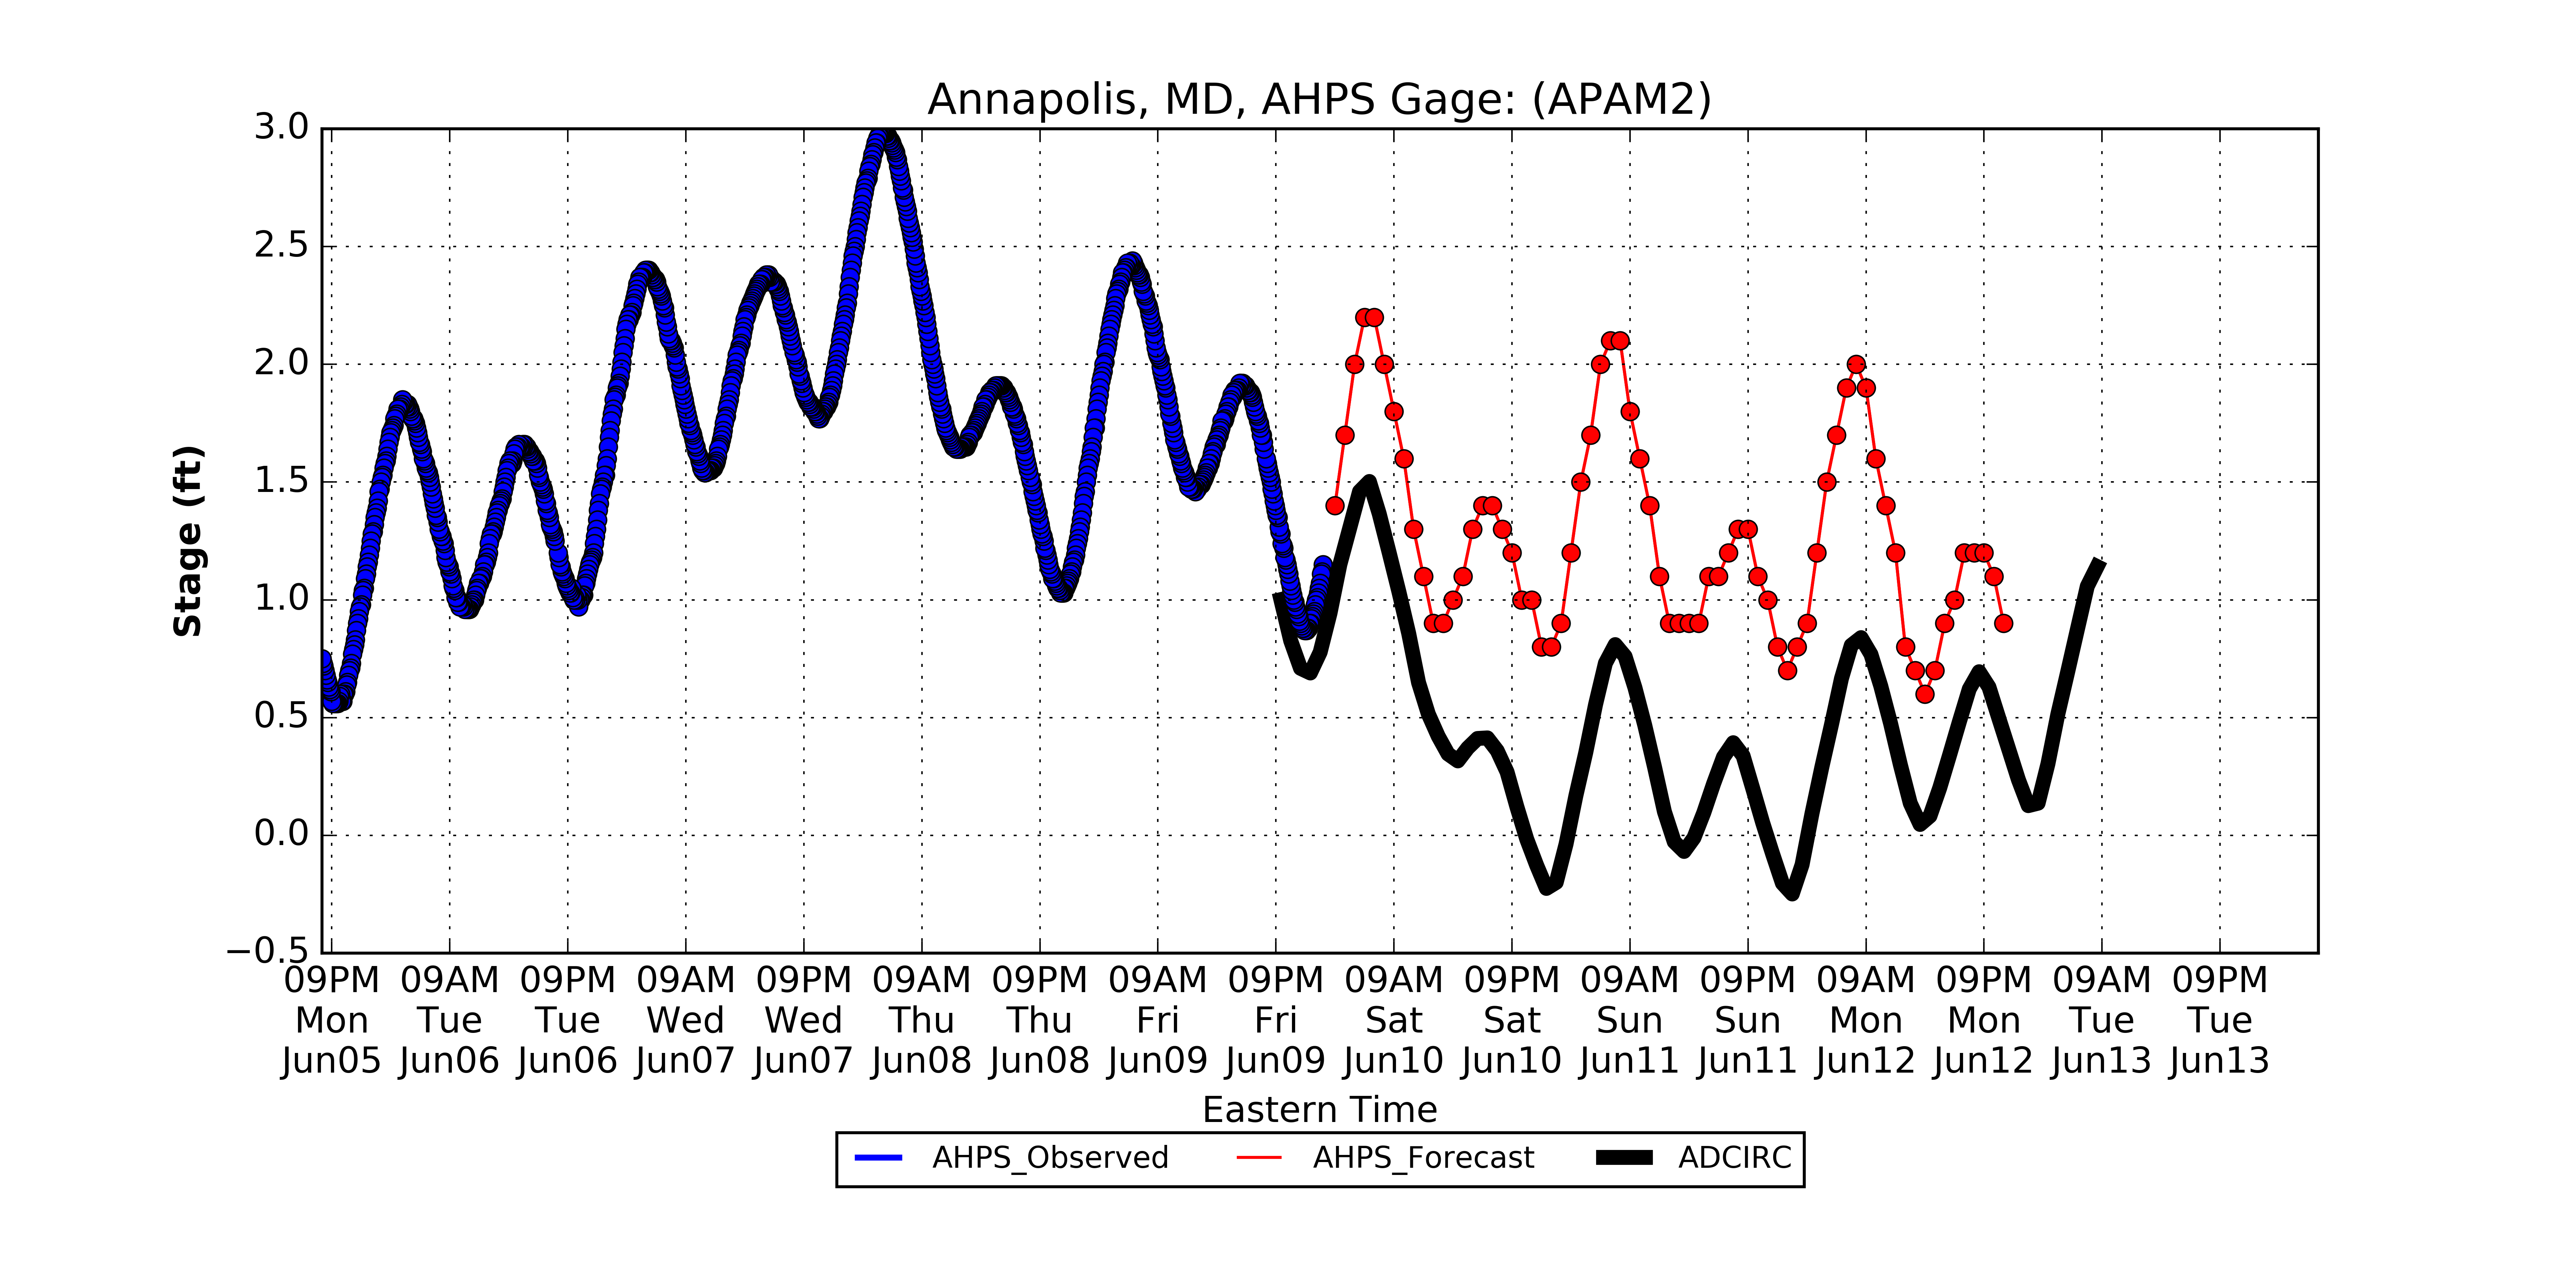 Annapolis, MD, AHPS Gage: (APAM2)
Stage (ft)
3.0
2.5
2.0
1.5
1.0
0.5
0.0
−0.5
09PM 09AM 09PM 09AM 09PM 09AM 09PM 09AM 09PM 09AM 09PM 09AM 09PM 09AM 09PM 09AM 09PM
Mon Tue Tue Wed Wed Thu Thu Fri Fri Sat Sat Sun Sun Mon Mon Tue Tue
Jun05 Jun06 Jun06 Jun07 Jun07 Jun08 Jun08 Jun09 Jun09 Jun10 Jun10 Jun11 Jun11 Jun12 Jun12 Jun13 Jun13
Eastern Time
AHPS_Observed AHPS_Forecast ADCIRC